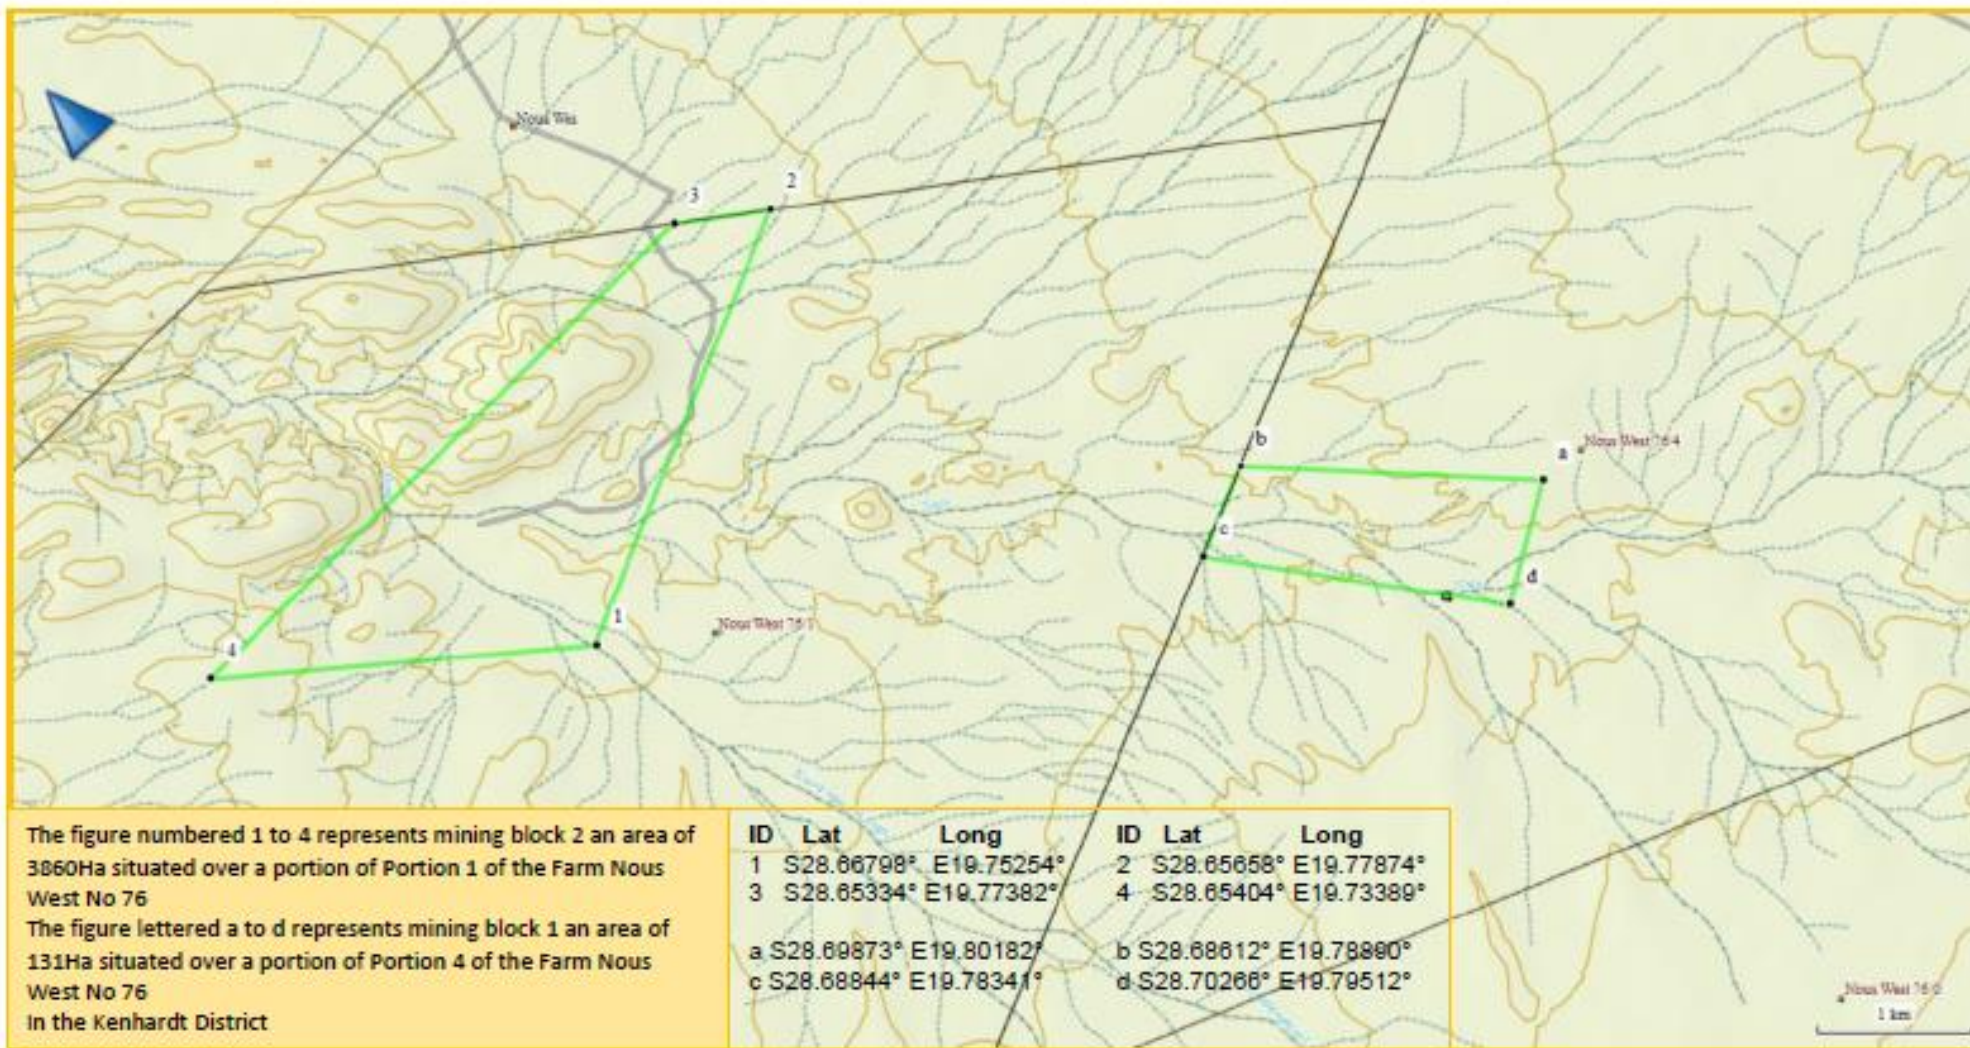 Nous Wes
3
2
b
a
Nous West 76 4
c
d
1
Nous West 76 1
4
The figure numbered 1 to 4 represents mining block 2 an area of
3860Ha situated over a portion of Portion 1 of the Farm Nous
West No 76
The figure lettered a to d represents mining block 1 an area of
131Ha situated over a portion of Portion 4 of the Farm Nous
West No 76
In the Kenhardt District
ID Lat Long ID Lat Long
1 S28.66798° E19.75254° 2 S28.65658° E19.77874°
3 S28.65334° E19.77382° 4 S28.65404° E19.73389°
a S28.69873° E19.80182° b S28.68612° E19.78890°
c S28.68844° E19.78341° d S28.70266° E19.79512°
Nous West 76 0
1 km